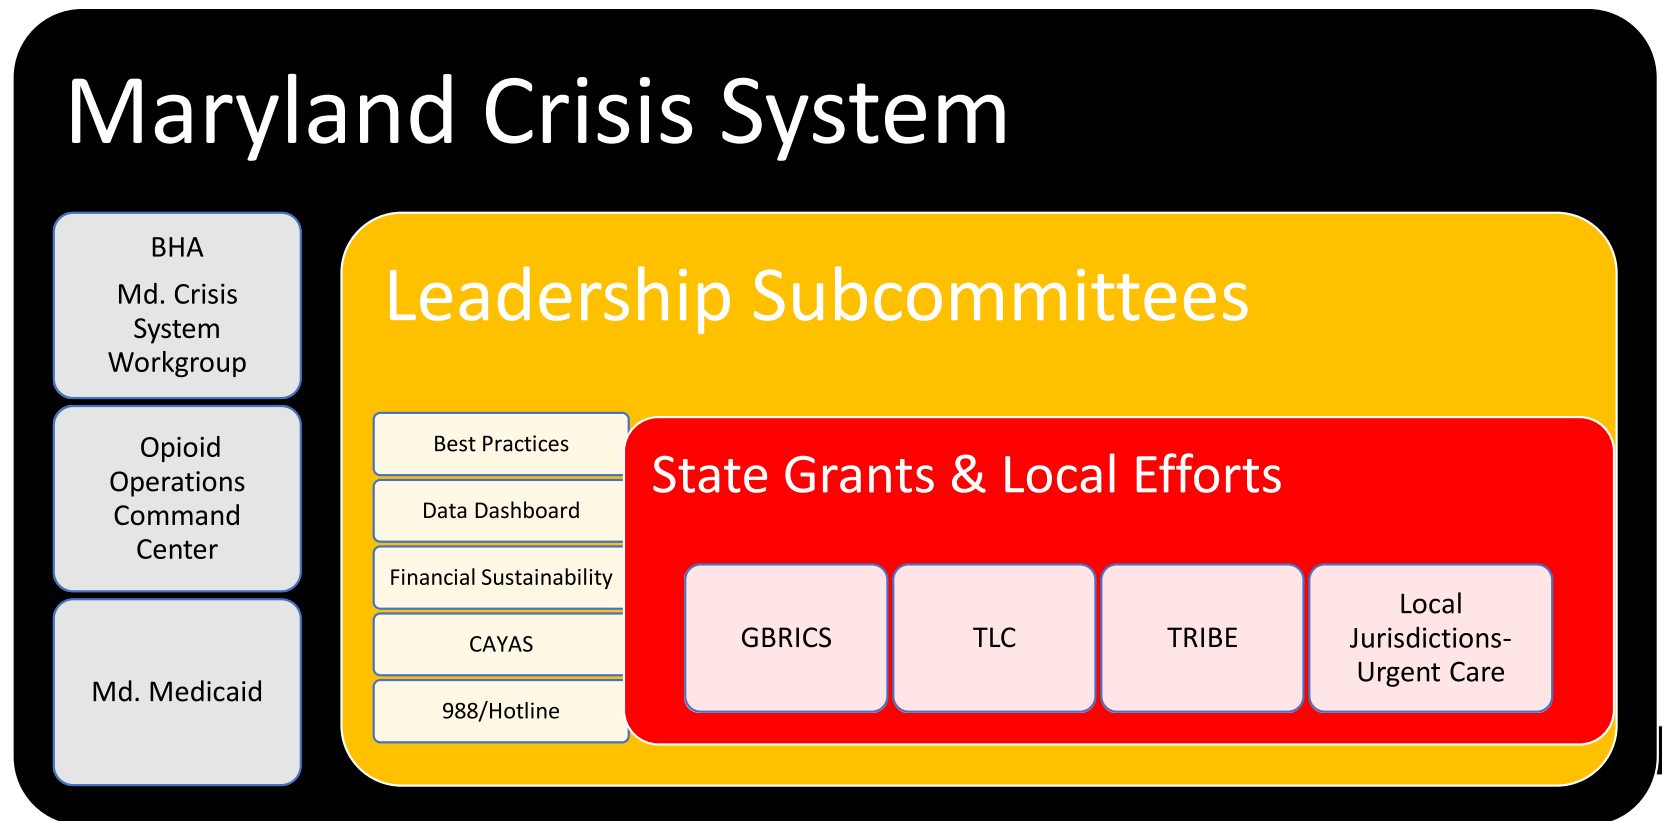 Maryland Crisis System
BHA
Md. Crisis
System
Workgroup
Opioid
Operations
Command
Center
Md. Medicaid
Leadership Subcommittees
Best Practices
Data Dashboard
Financial Sustainability
CAYAS
988/Hotline
State Grants & Local Efforts
GBRICS
TLC
TRIBE
Local
Jurisdictions-
Urgent Care